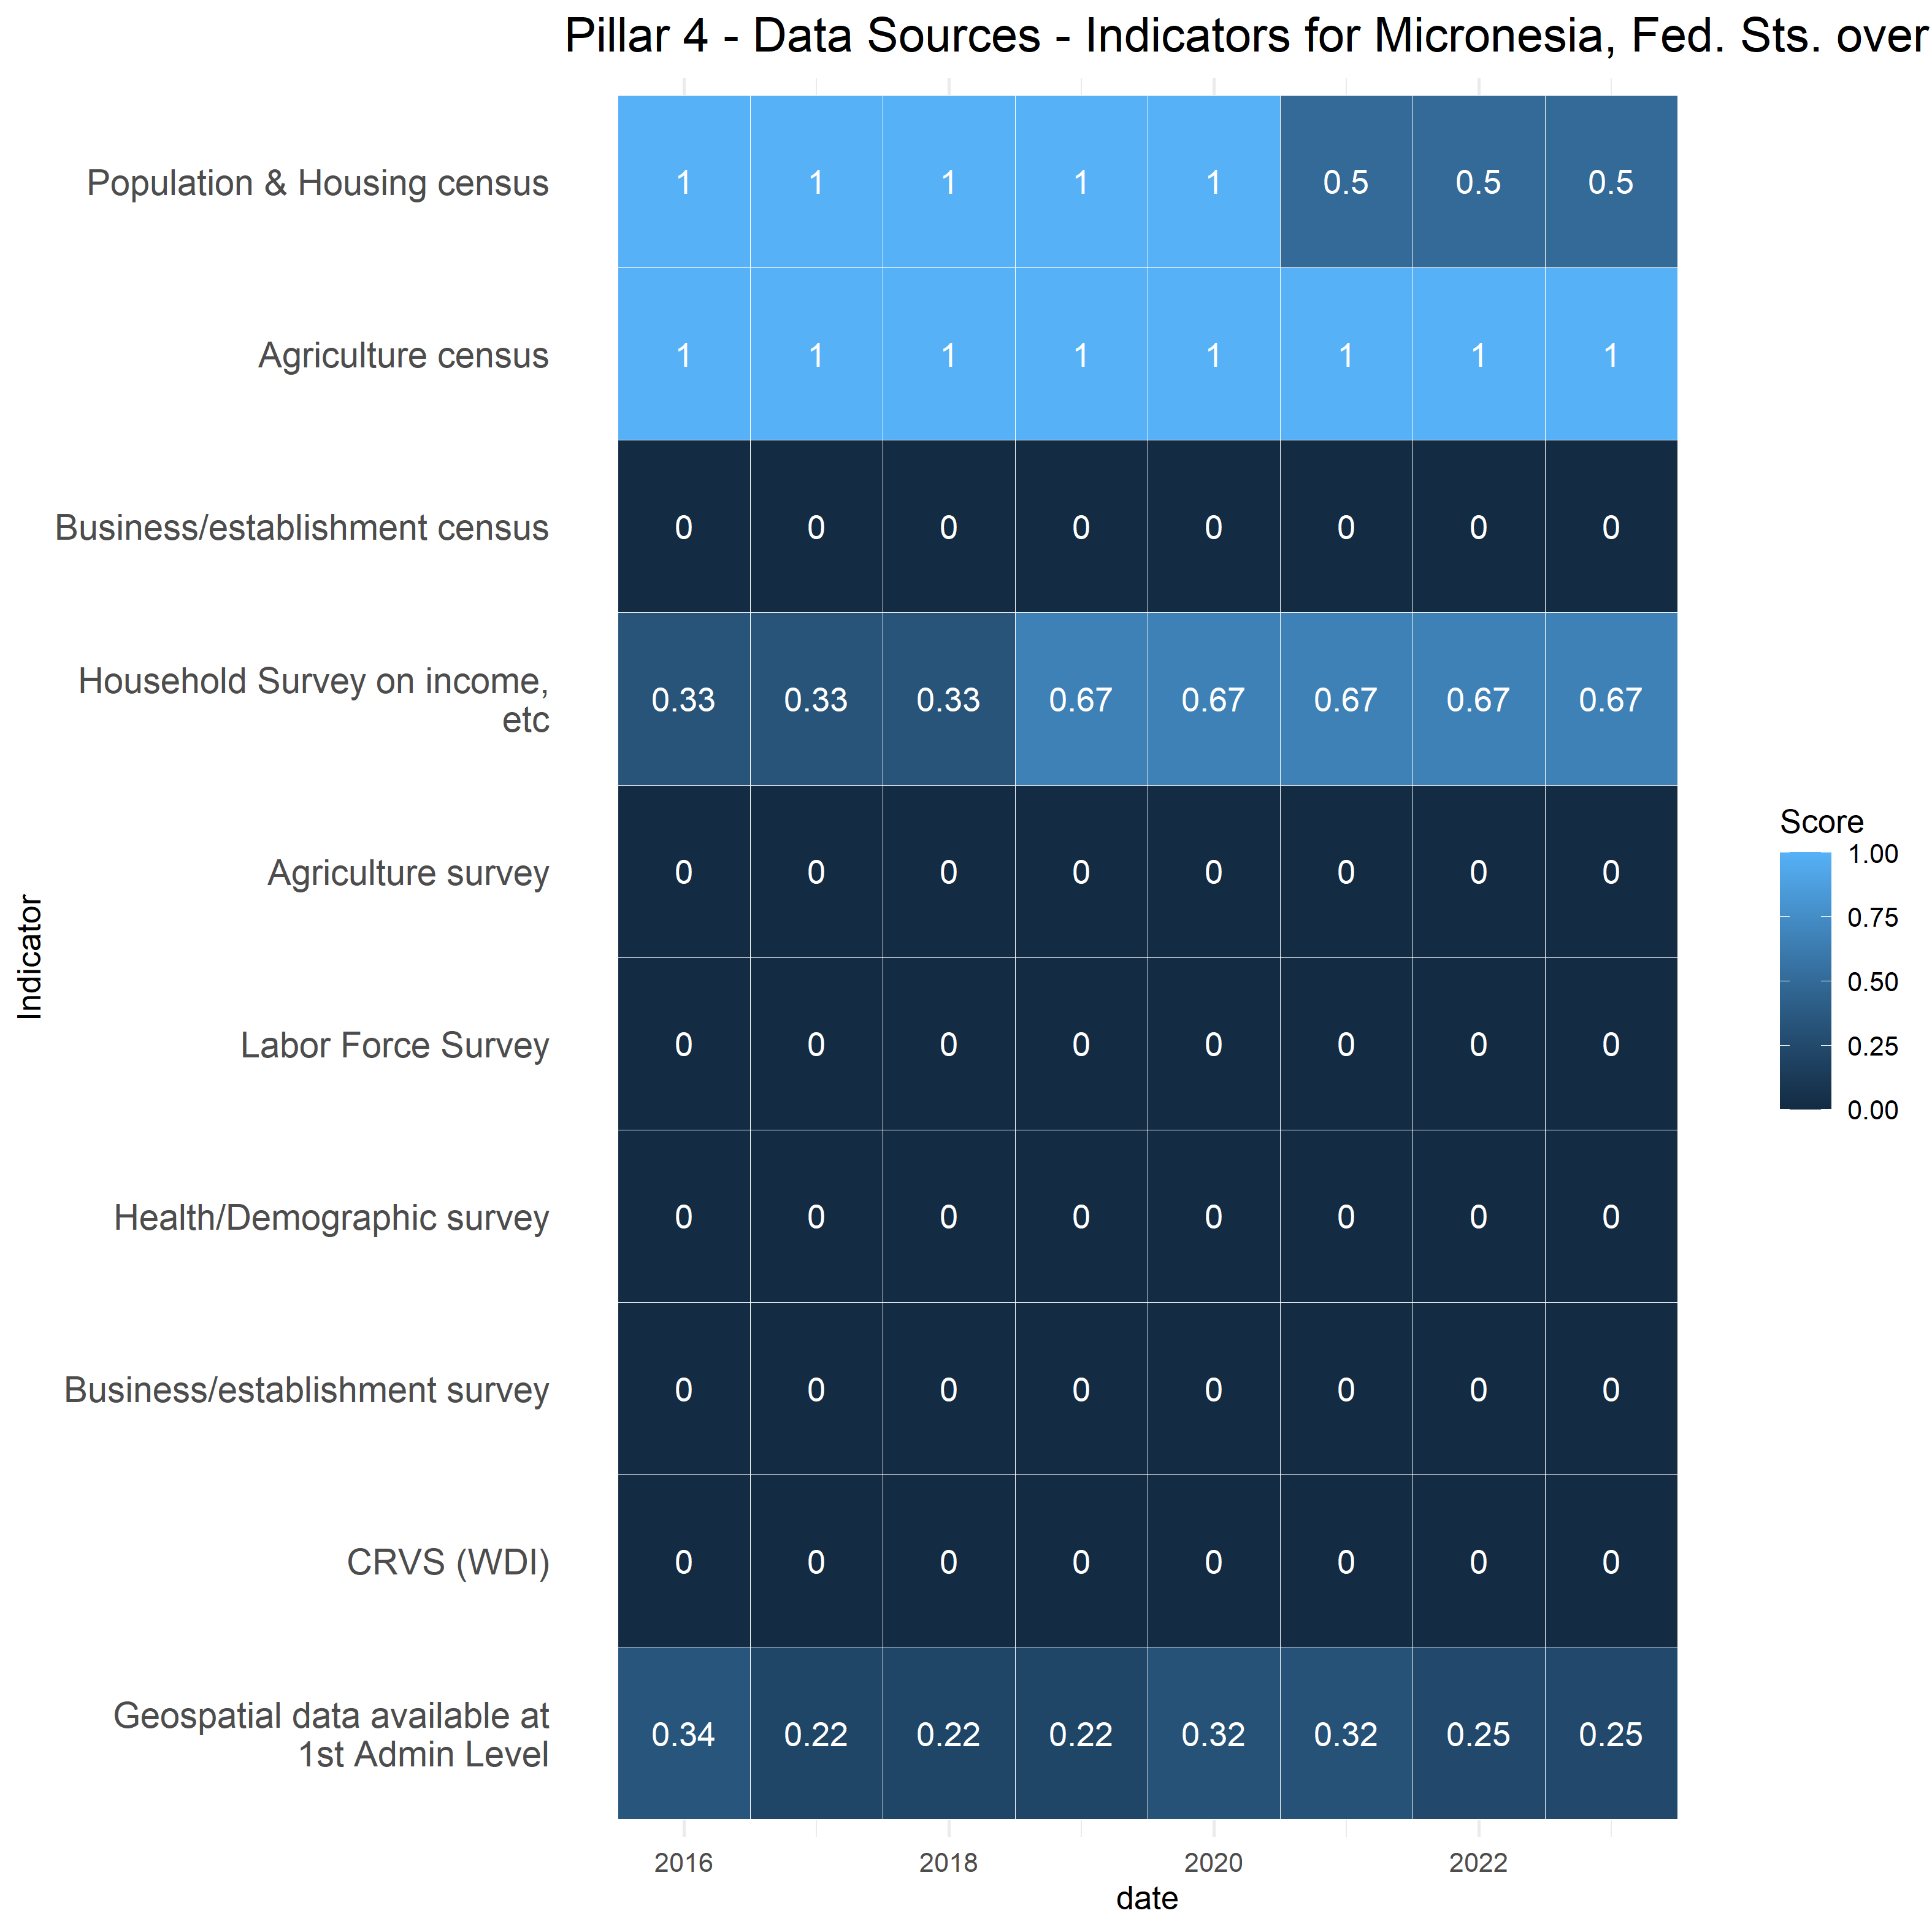 Pillar 4 - Data Sources - Indicators for Micronesia, Fed. Sts. over
Population & Housing census
1 1 1 1 1 0.5 0.5 0.5
Agriculture census
1 1 1 1 1 1 1 1
Business/establishment census
0 0 0 0 0 0 0 0
Household Survey on income,
etc
0.33 0.33 0.33 0.67 0.67 0.67 0.67 0.67
Agriculture survey
0 0 0 0 0 0 0 0
Labor Force Survey
0 0 0 0 0 0 0 0
Health/Demographic survey
0 0 0 0 0 0 0 0
Business/establishment survey
0 0 0 0 0 0 0 0
CRVS (WDI)
0 0 0 0 0 0 0 0
Geospatial data available at
1st Admin Level
0.34 0.22 0.22 0.22 0.32 0.32 0.25 0.25
2016 2018 2020 2022
date
Indicator
Score
1.00
0.75
0.50
0.25
0.00